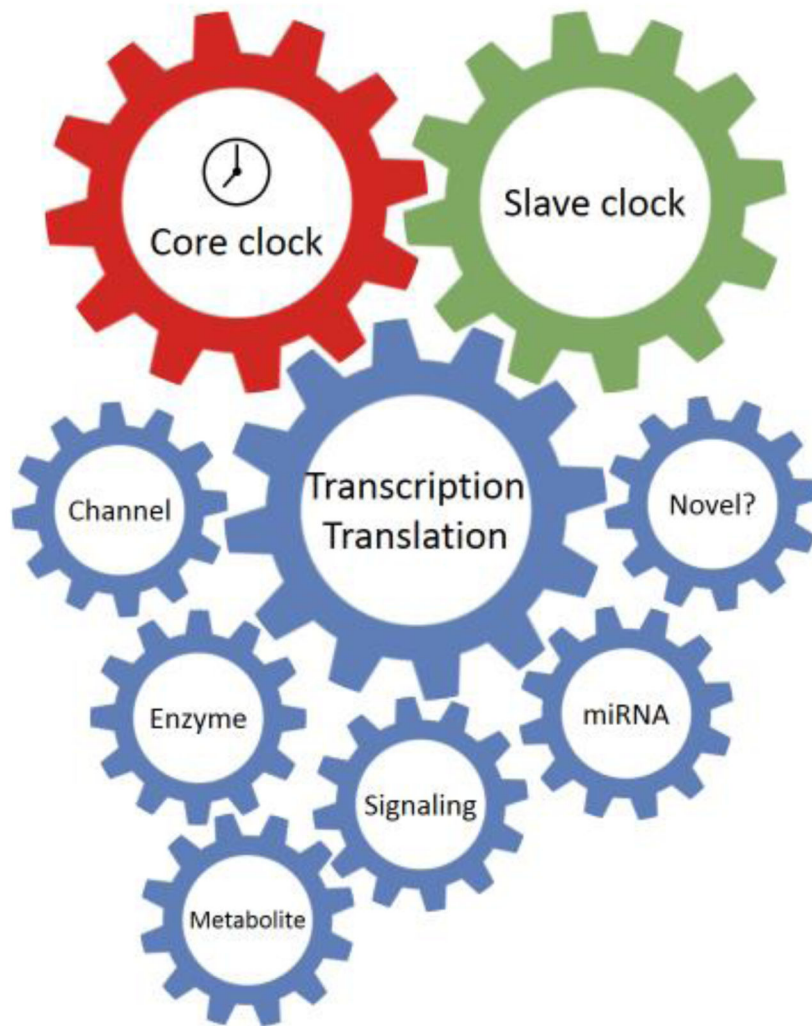 Core clock
Slave clock
Transcription
Translation
Channel
Novel?
Enzyme
miRNA
Signaling
Metabolite